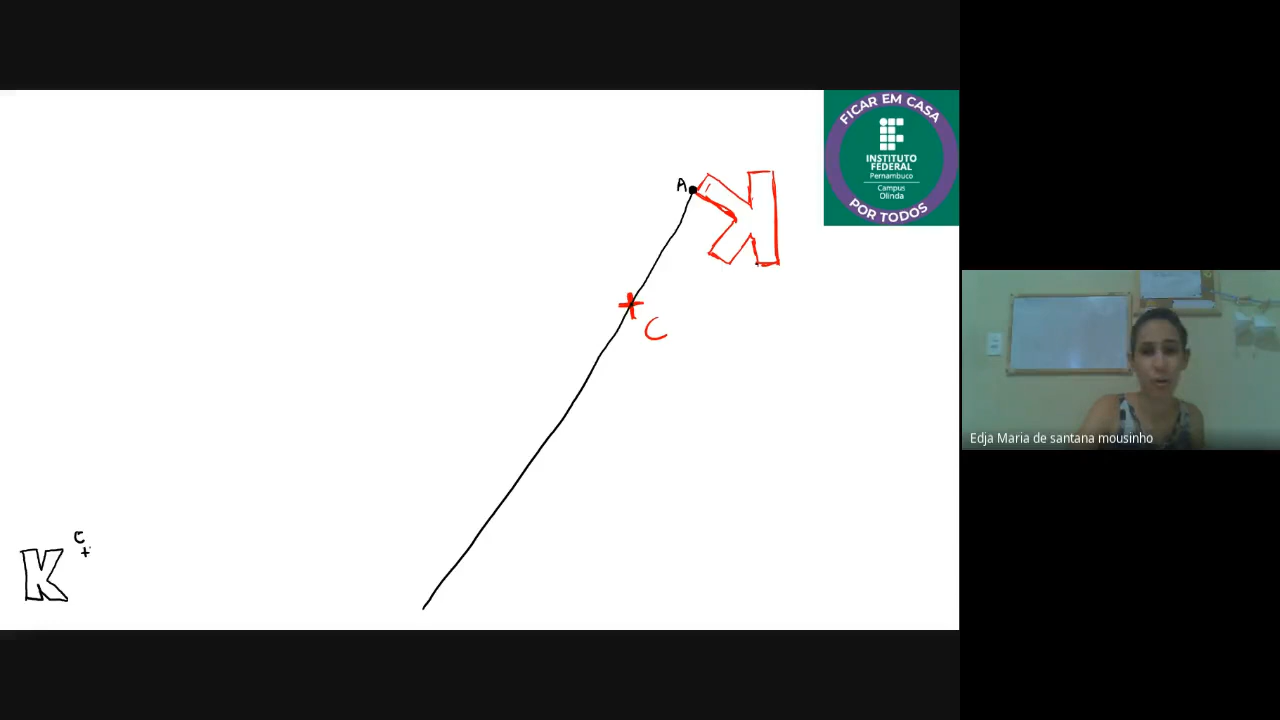 FICAR EM CASA
INSTITUTO
FEDERAL
Pernambuco
Campus
Olinda
POR TODOS
A
C
Edja Maria de santana mousinho
C
K